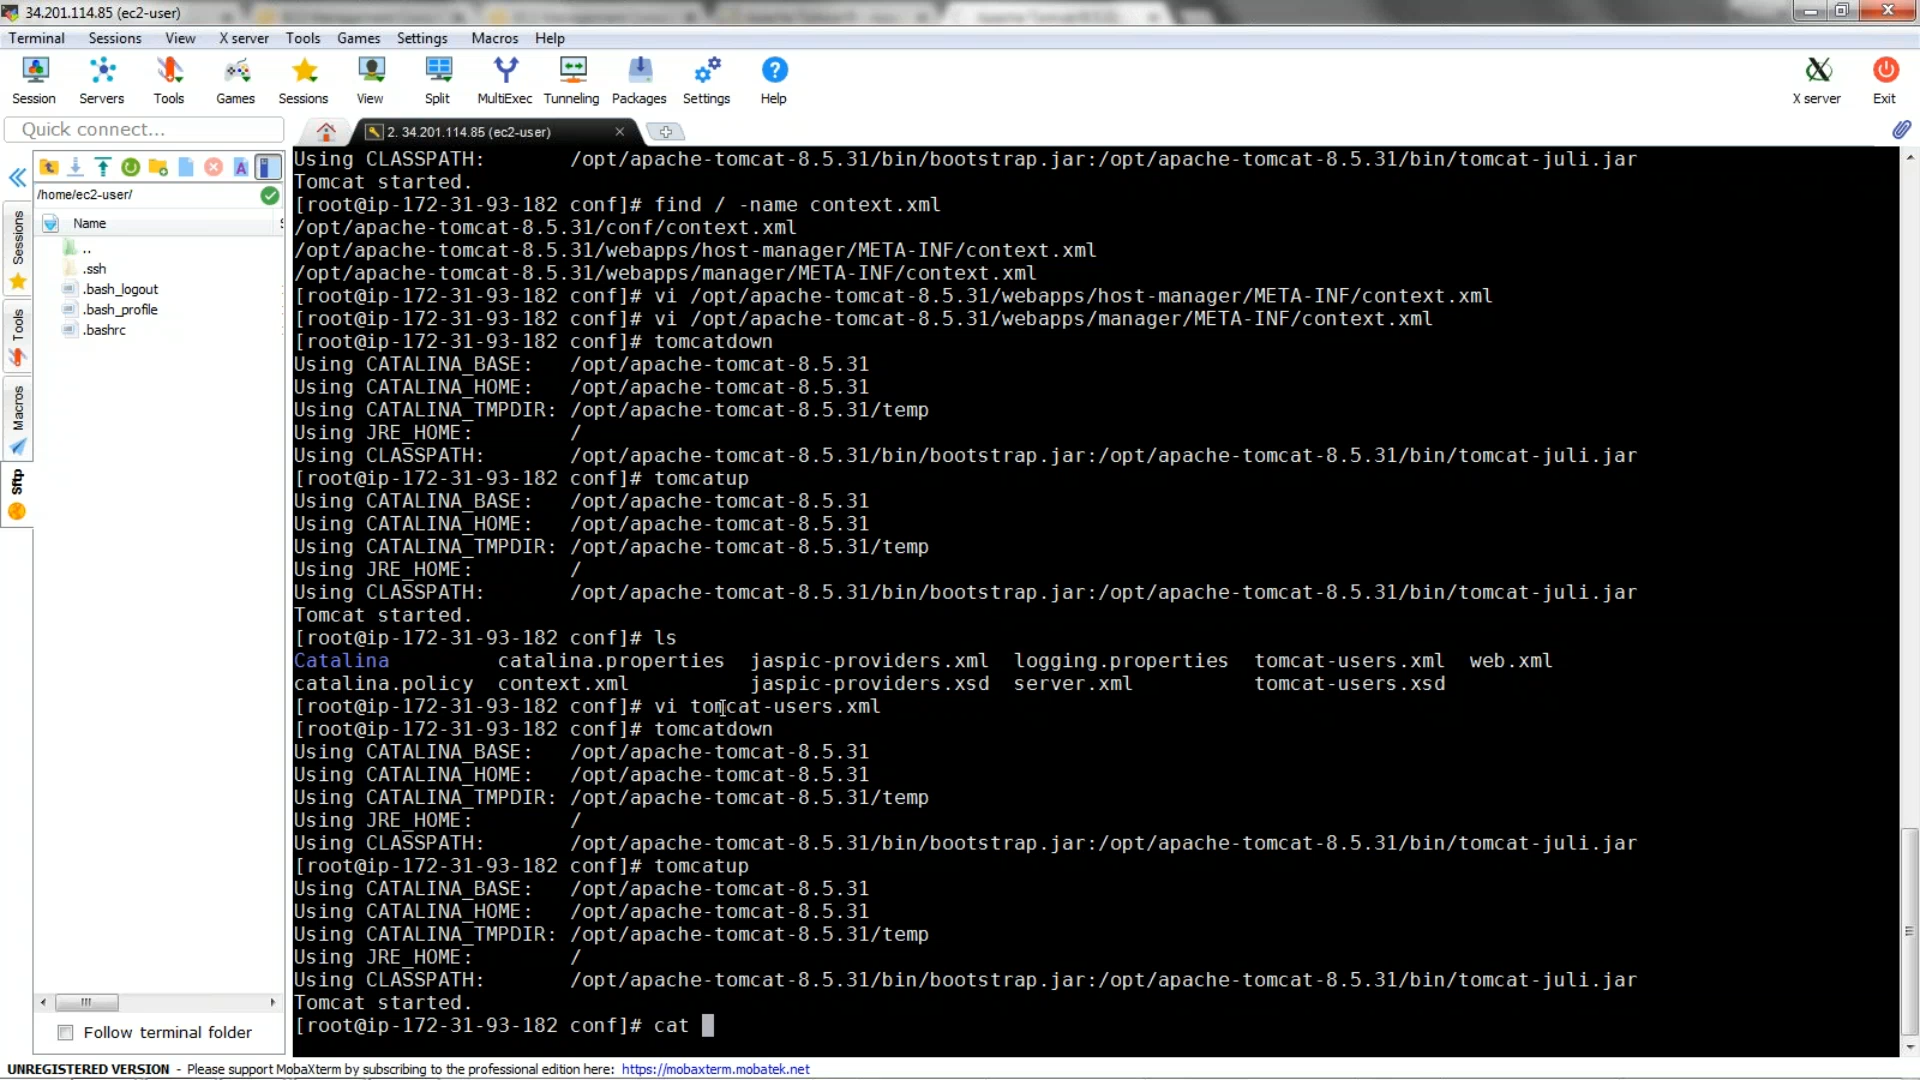 34.201.114.85 (ec2-user)
Terminal Sessions View X server Tools Games Settings Macros Help
Session Servers Tools Games Sessions View Split MultiExec Tunneling Packages Settings Help X server Exit
Quick connect...
2. 34.201.114.85 (ec2-user)
/home/ec2-user/
Name
..
.ssh
.bash_logout
.bash_profile
.bashrc
Sessions
Tools
Macros
Sftp
Follow terminal folder
Using CLASSPATH:       /opt/apache-tomcat-8.5.31/bin/bootstrap.jar:/opt/apache-tomcat-8.5.31/bin/tomcat-juli.jar
Tomcat started.
[root@ip-172-31-93-182 conf]# find / -name context.xml
/opt/apache-tomcat-8.5.31/conf/context.xml
/opt/apache-tomcat-8.5.31/webapps/host-manager/META-INF/context.xml
/opt/apache-tomcat-8.5.31/webapps/manager/META-INF/context.xml
[root@ip-172-31-93-182 conf]# vi /opt/apache-tomcat-8.5.31/webapps/host-manager/META-INF/context.xml
[root@ip-172-31-93-182 conf]# vi /opt/apache-tomcat-8.5.31/webapps/manager/META-INF/context.xml
[root@ip-172-31-93-182 conf]# tomcatdown
Using CATALINA_BASE:   /opt/apache-tomcat-8.5.31
Using CATALINA_HOME:   /opt/apache-tomcat-8.5.31
Using CATALINA_TMPDIR: /opt/apache-tomcat-8.5.31/temp
Using JRE_HOME:        /
Using CLASSPATH:       /opt/apache-tomcat-8.5.31/bin/bootstrap.jar:/opt/apache-tomcat-8.5.31/bin/tomcat-juli.jar
[root@ip-172-31-93-182 conf]# tomcatup
Using CATALINA_BASE:   /opt/apache-tomcat-8.5.31
Using CATALINA_HOME:   /opt/apache-tomcat-8.5.31
Using CATALINA_TMPDIR: /opt/apache-tomcat-8.5.31/temp
Using JRE_HOME:        /
Using CLASSPATH:       /opt/apache-tomcat-8.5.31/bin/bootstrap.jar:/opt/apache-tomcat-8.5.31/bin/tomcat-juli.jar
Tomcat started.
[root@ip-172-31-93-182 conf]# ls
Catalina         catalina.properties  jaspic-providers.xml  logging.properties  tomcat-users.xml  web.xml
catalina.policy  context.xml          jaspic-providers.xsd  server.xml          tomcat-users.xsd
[root@ip-172-31-93-182 conf]# vi tomcat-users.xml
[root@ip-172-31-93-182 conf]# tomcatdown
Using CATALINA_BASE:   /opt/apache-tomcat-8.5.31
Using CATALINA_HOME:   /opt/apache-tomcat-8.5.31
Using CATALINA_TMPDIR: /opt/apache-tomcat-8.5.31/temp
Using JRE_HOME:        /
Using CLASSPATH:       /opt/apache-tomcat-8.5.31/bin/bootstrap.jar:/opt/apache-tomcat-8.5.31/bin/tomcat-juli.jar
[root@ip-172-31-93-182 conf]# tomcatup
Using CATALINA_BASE:   /opt/apache-tomcat-8.5.31
Using CATALINA_HOME:   /opt/apache-tomcat-8.5.31
Using CATALINA_TMPDIR: /opt/apache-tomcat-8.5.31/temp
Using JRE_HOME:        /
Using CLASSPATH:       /opt/apache-tomcat-8.5.31/bin/bootstrap.jar:/opt/apache-tomcat-8.5.31/bin/tomcat-juli.jar
Tomcat started.
[root@ip-172-31-93-182 conf]# cat
UNREGISTERED VERSION - Please support MobaXterm by subscribing to the professional edition here: https://mobaxterm.mobatek.net